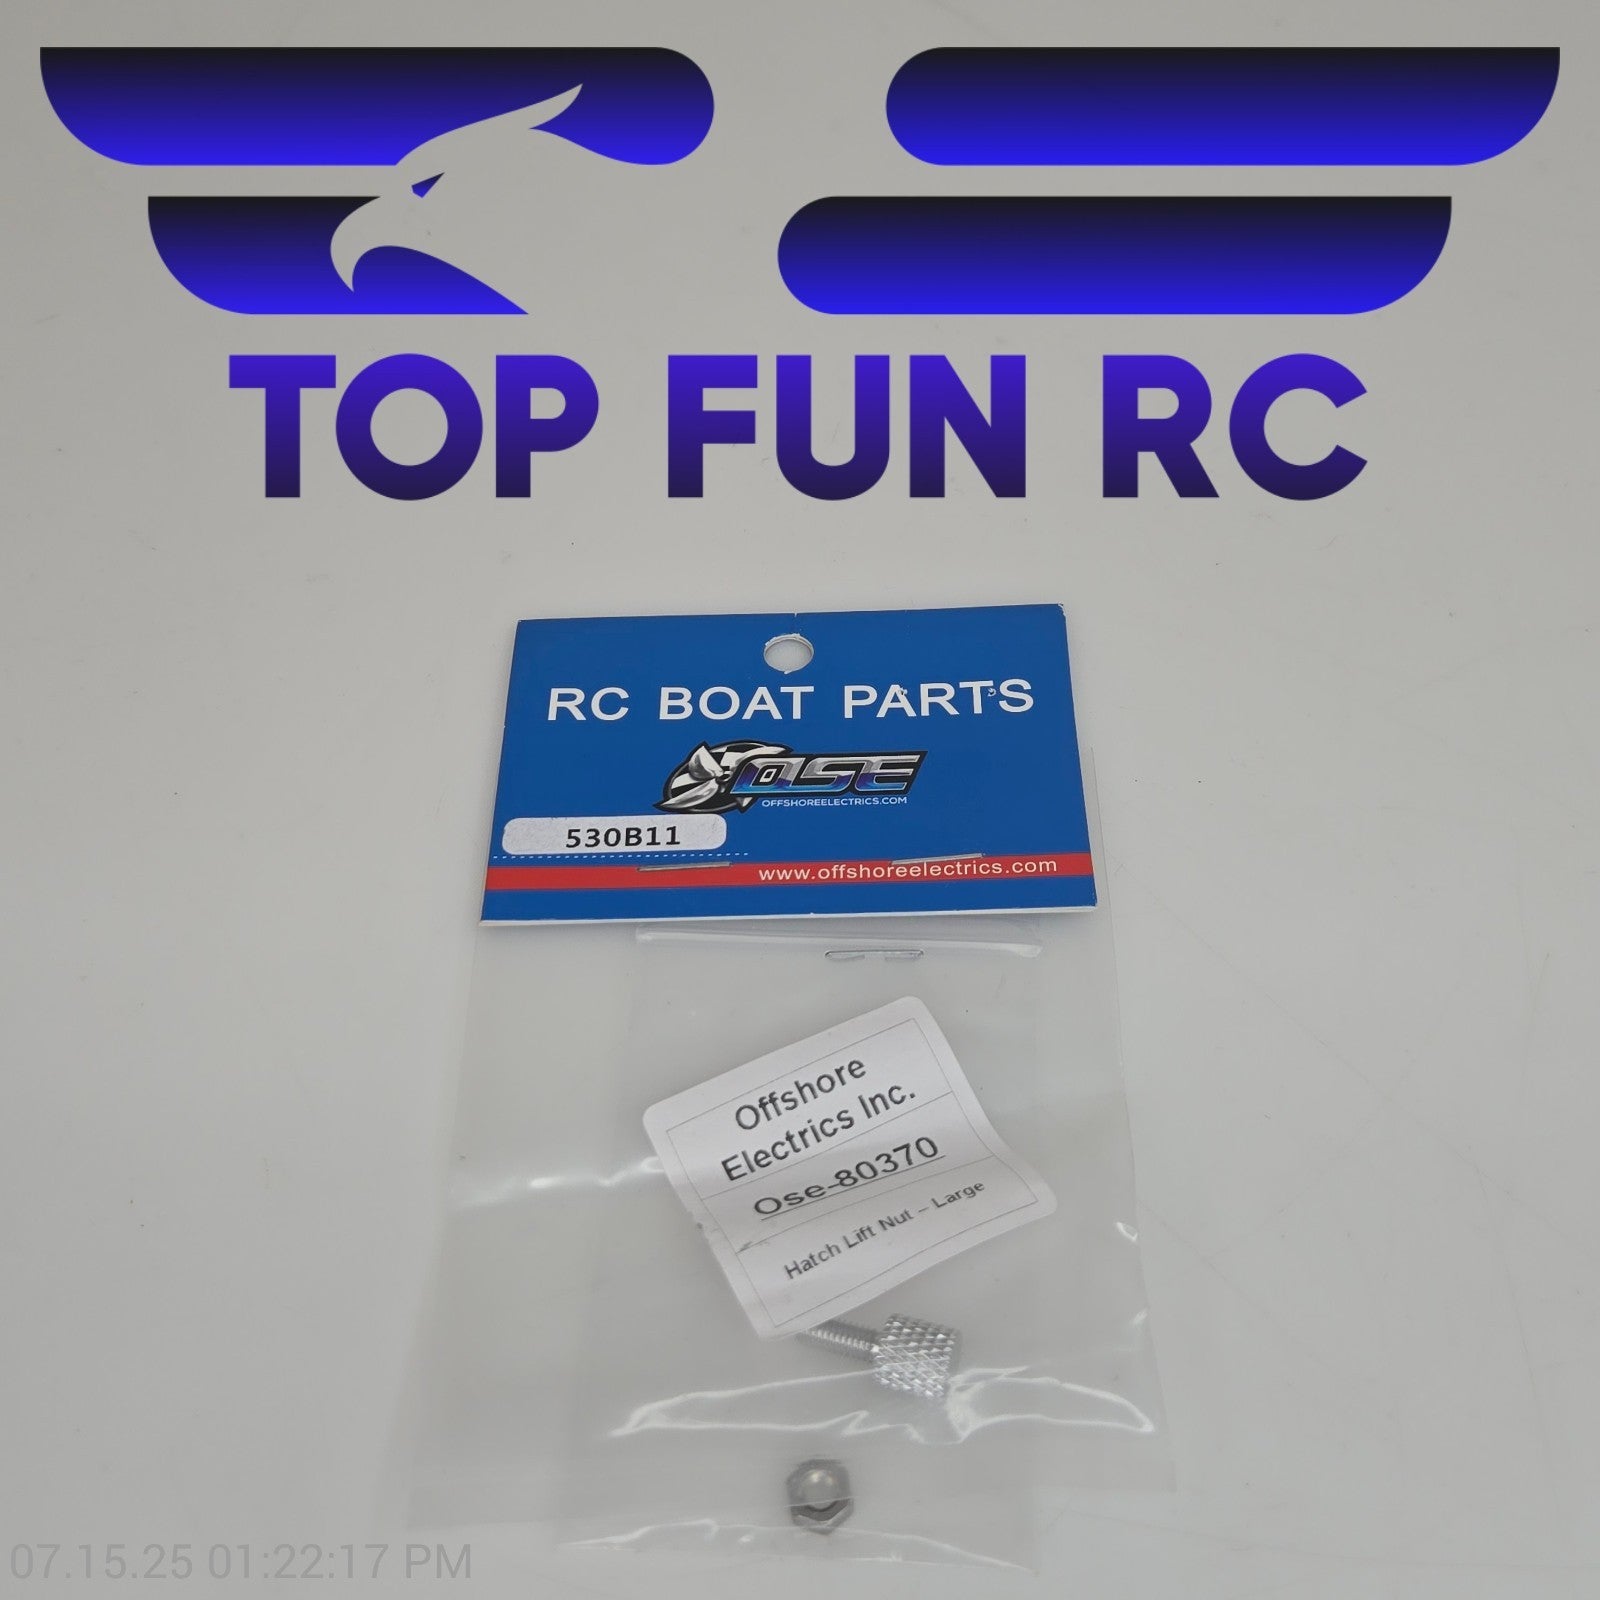 TOP FUN RC
RC BOAT PARTS
OSE
OFFSHOREELECTRICS.COM
530B11
www.offshoreelectrics.com
Offshore
Electrics Inc.
Ose-80370
Hatch Lift Nut – Large
07.15.25 01:22:17 PM